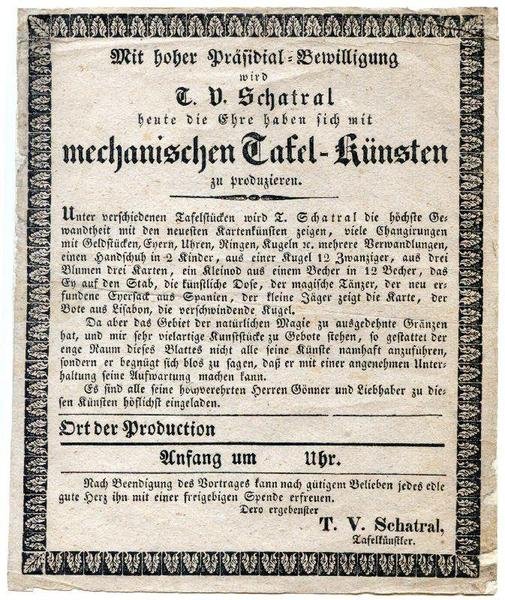 Mit hoher Präsidial-Bewilligung
wird
T. V. Schatral
heute die Ehre haben sich mit
mechanischen Tafel-Künsten
zu produzieren.
Unter verschiedenen Tafelstücken wird T. Schatral die höchste Ge-
wandtheit mit den neuesten Kartenkünsten zeigen, viele Changirungen
mit Geldstücken, Eyern, Uhren, Ringen, Kugeln ꝛc. mehrere Verwandlungen,
einen Handschuh in 2 Kinder, aus einer Kugel 12 Zwanziger, aus drei
Blumen drei Karten, ein Kleinod aus einem Becher in 12 Becher, das
Ey auf den Stab, die künstliche Dose, der magische Tänzer, der neu er-
fundene Eyersack aus Spanien, der kleine Jäger zeigt die Karte, der
Bote aus Lisabon, die verschwindende Kugel.
Da aber das Gebiet der natürlichen Magie zu ausgedehnte Gränzen
hat, und mir sehr vielartige Kunststücke zu Gebote stehen, so gestattet der
enge Raum dieses Blattes nicht alle seine Künste namhaft anzuführen,
sondern er begnügt sich blos zu sagen, daß er mit einer angenehmen Unter-
haltung seine Aufwartung machen kann.
Es sind alle seine hochverehrten Herren Gönner und Liebhaber zu die-
sen Künsten höflichst eingeladen.
Ort der Production
Anfang um Uhr.
Nach Beendigung des Vortrages kann nach gütigem Belieben jedes edle
gute Herz ihn mit einer freigebigen Spende erfreuen.
Dero ergebenster
T. V. Schatral,
Tafelkünstler.